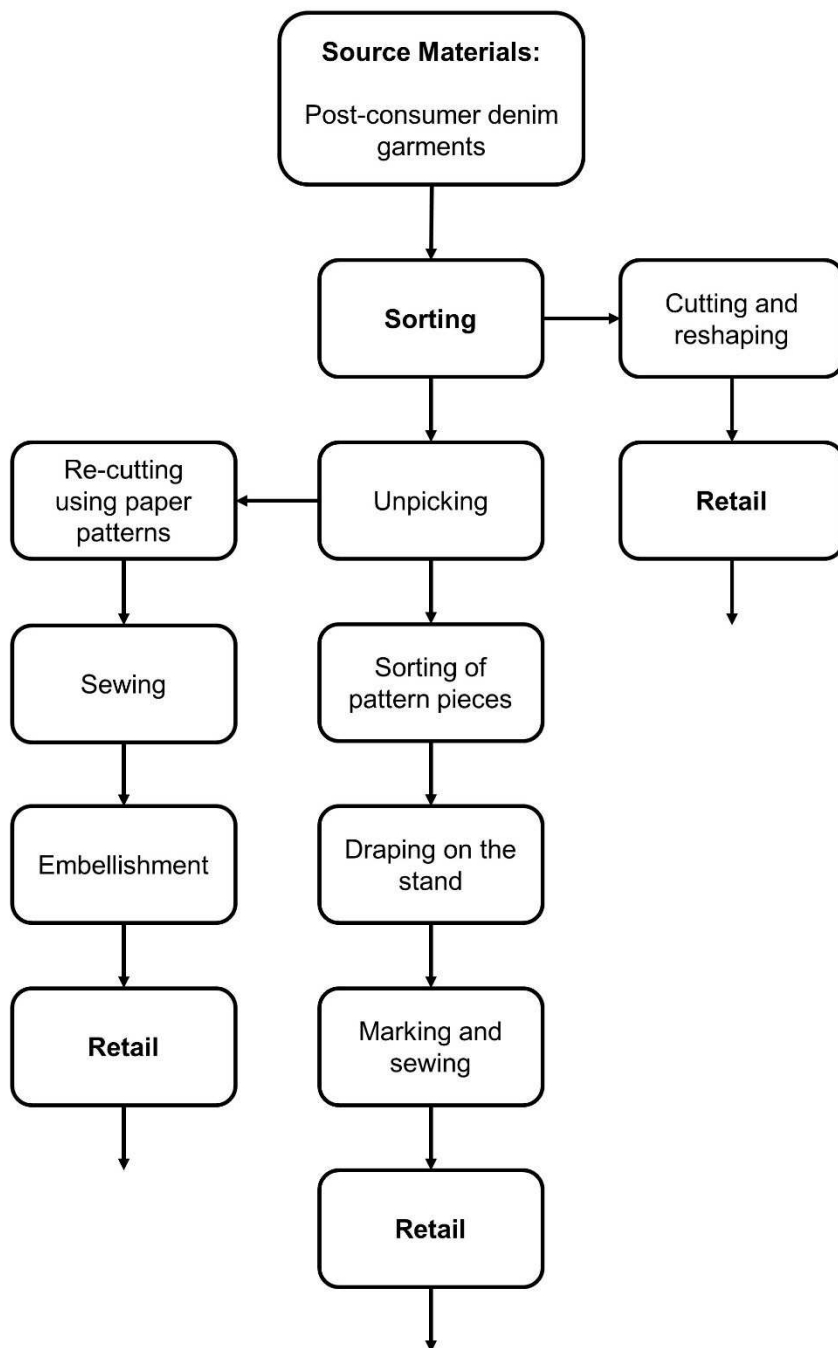 Source Materials:
Post-consumer denim
garments
Sorting
Cutting and
reshaping
Re-cutting
using paper
patterns
Unpicking
Retail
Sewing
Sorting of
pattern pieces
Embellishment
Draping on the
stand
Retail
Marking and
sewing
Retail